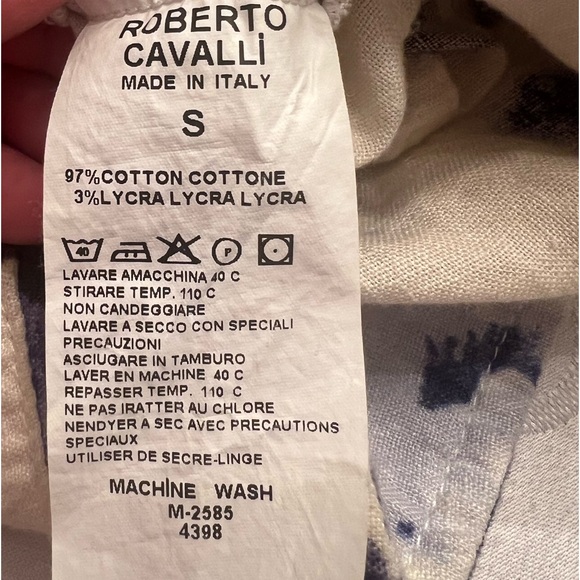 ROBERTO
CAVALLİ
MADE IN ITALY
S
97%COTTON COTTONE
3%LYCRA LYCRA LYCRA
40 P
LAVARE AMACCHINA 40 C
STIRARE TEMP. 110 C
NON CANDEGGIARE
LAVARE A SECCO CON SPECIALI
PRECAUZIONI
ASCIUGARE IN TAMBURO
LAVER EN MACHINE 40 C
REPASSER TEMP. 110 C
NE PAS IRATTER AU CHLORE
NENDYER A SEC AVEC PRECAUTIONS
SPECIAUX
UTILISER DE SECRE-LINGE
MACHİNE WASH
M-2585
4398